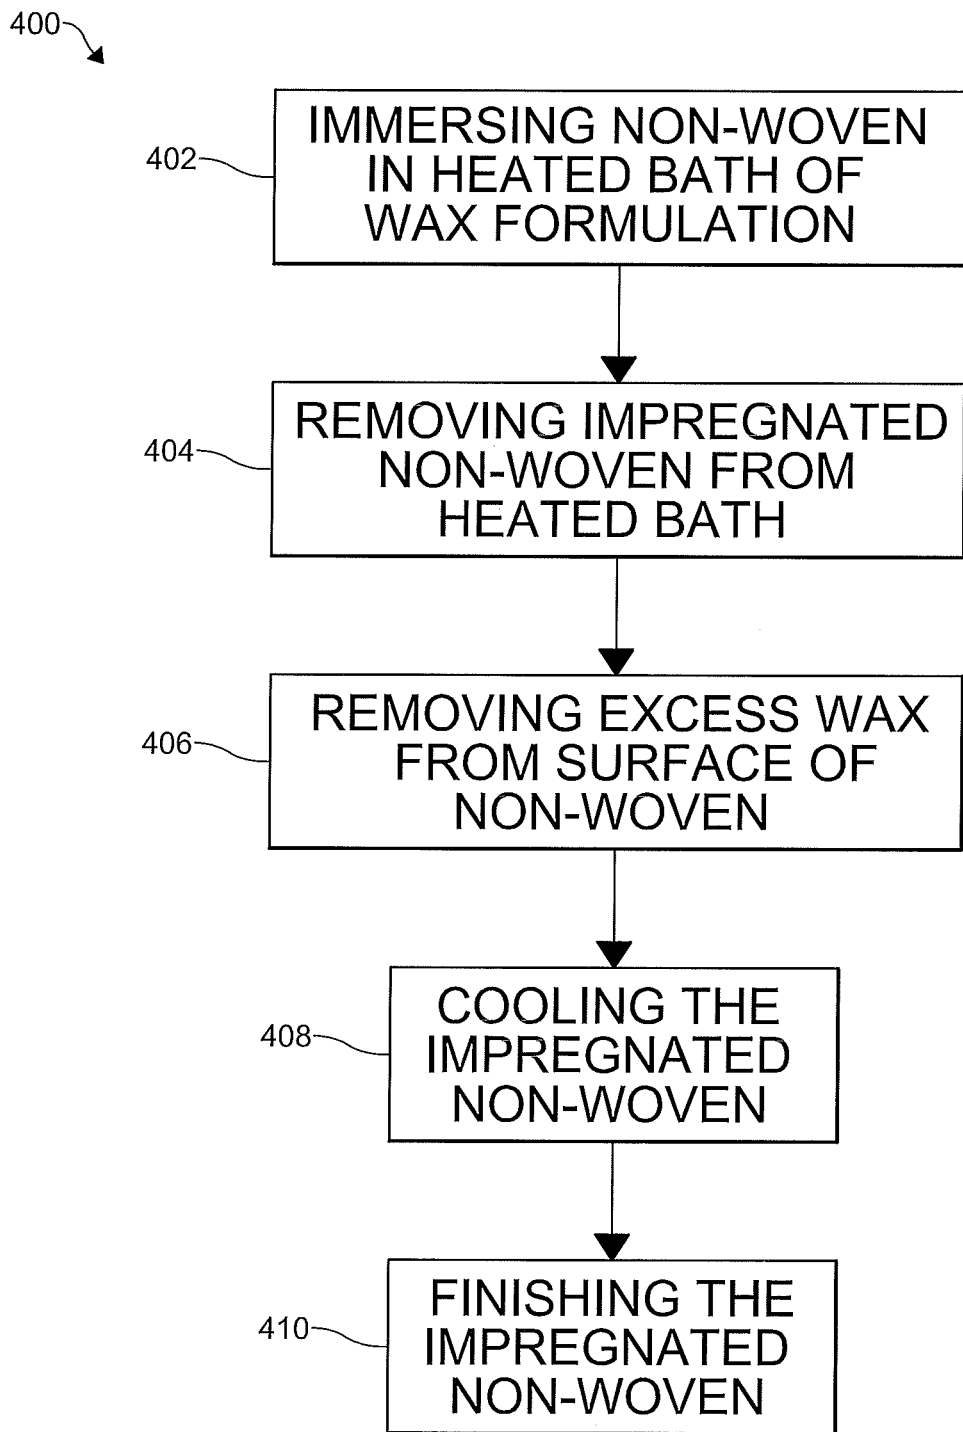 400
402
IMMERSING NON-WOVEN
IN HEATED BATH OF
WAX FORMULATION
404
REMOVING IMPREGNATED
NON-WOVEN FROM
HEATED BATH
406
REMOVING EXCESS WAX
FROM SURFACE OF
NON-WOVEN
408
COOLING THE
IMPREGNATED
NON-WOVEN
410
FINISHING THE
IMPREGNATED
NON-WOVEN